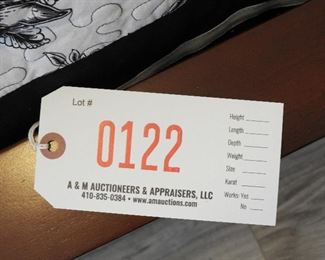 Lot #
0122
A & M AUCTIONEERS & APPRAISERS, LLC
410-835-0384 • www.amauctions.com
Height
Length
Depth
Weight
Size
Karat
Works: Yes
No